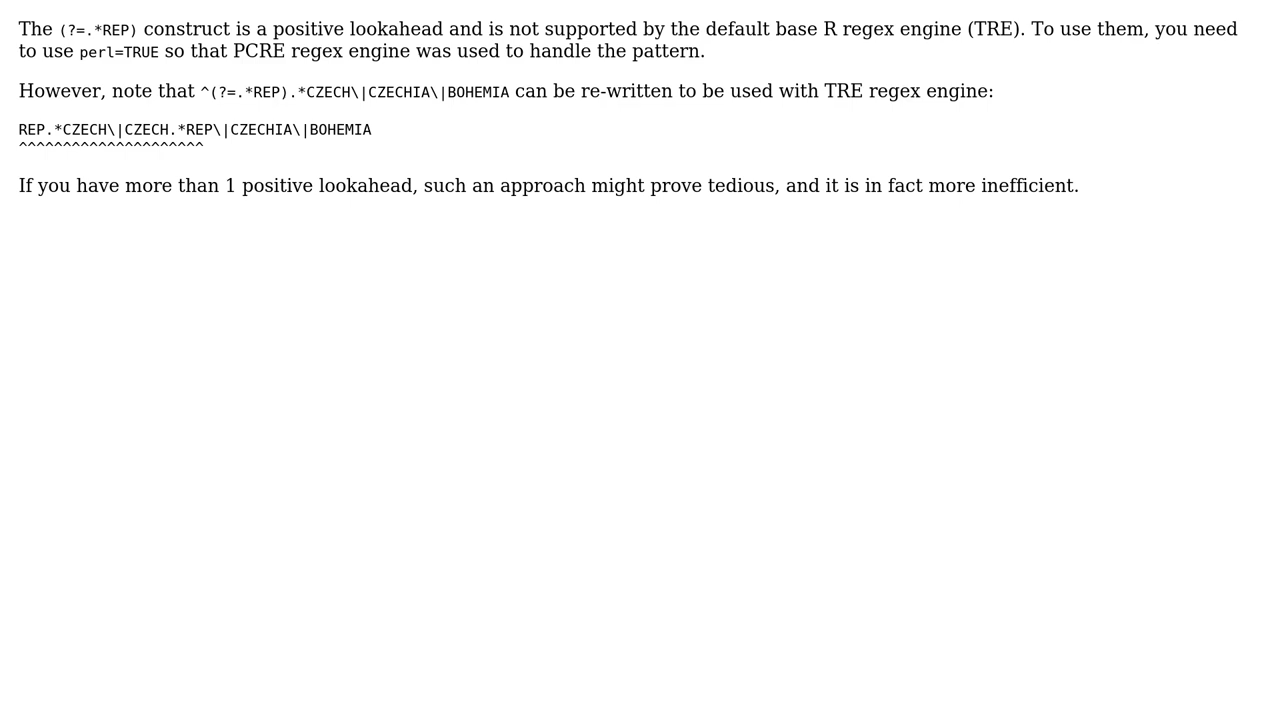 The (?=.*REP) construct is a positive lookahead and is not supported by the default base R regex engine (TRE). To use them, you need
to use perl=TRUE so that PCRE regex engine was used to handle the pattern.
However, note that ^(?=.*REP).*CZECH\|CZECHIA\|BOHEMIA can be re-written to be used with TRE regex engine:
REP.*CZECH\|CZECH.*REP\|CZECHIA\|BOHEMIA
^^^^^^^^^^^^^^^^^^^^^
If you have more than 1 positive lookahead, such an approach might prove tedious, and it is in fact more inefficient.